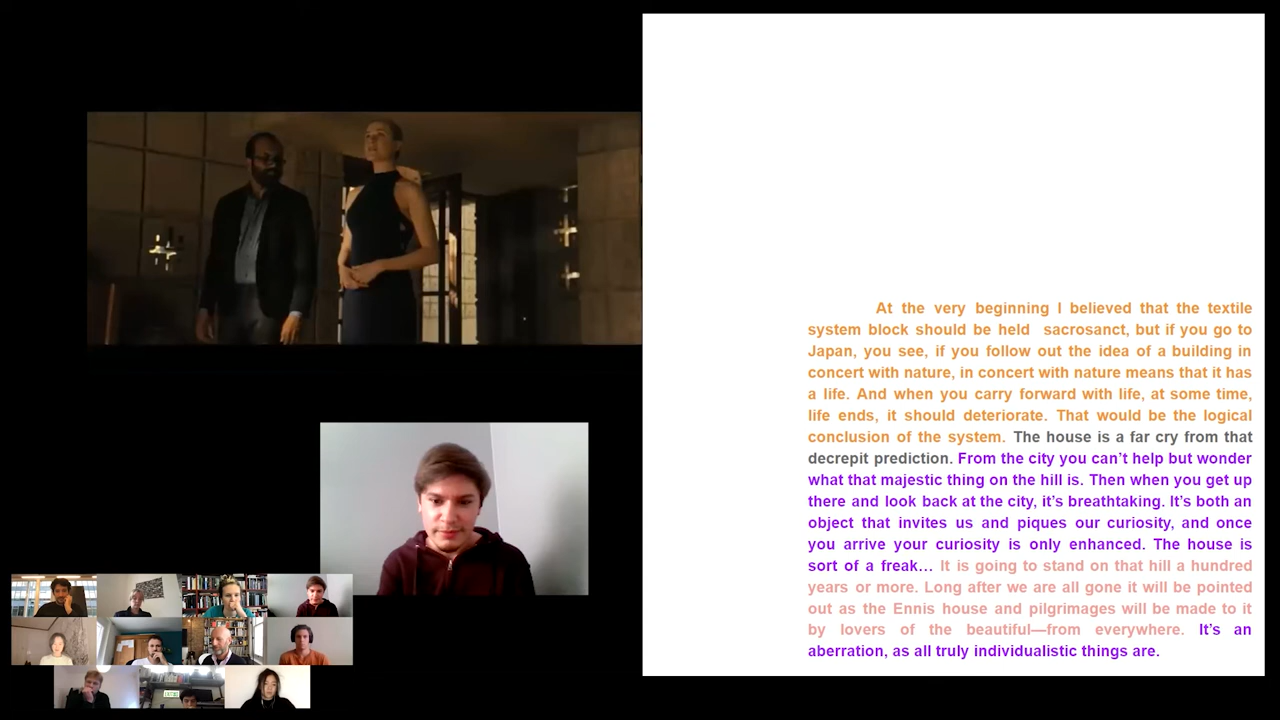 At the very beginning I believed that the textile
system block should be held sacrosanct, but if you go to
Japan, you see, if you follow out the idea of a building in
concert with nature, in concert with nature means that it has
a life. And when you carry forward with life, at some time,
life ends, it should deteriorate. That would be the logical
conclusion of the system. The house is a far cry from that
decrepit prediction. From the city you can’t help but wonder
what that majestic thing on the hill is. Then when you get up
there and look back at the city, it’s breathtaking. It’s both an
object that invites us and piques our curiosity, and once
you arrive your curiosity is only enhanced. The house is
sort of a freak… It is going to stand on that hill a hundred
years or more. Long after we are all gone it will be pointed
out as the Ennis house and pilgrimages will be made to it
by lovers of the beautiful—from everywhere. It’s an
aberration, as all truly individualistic things are.